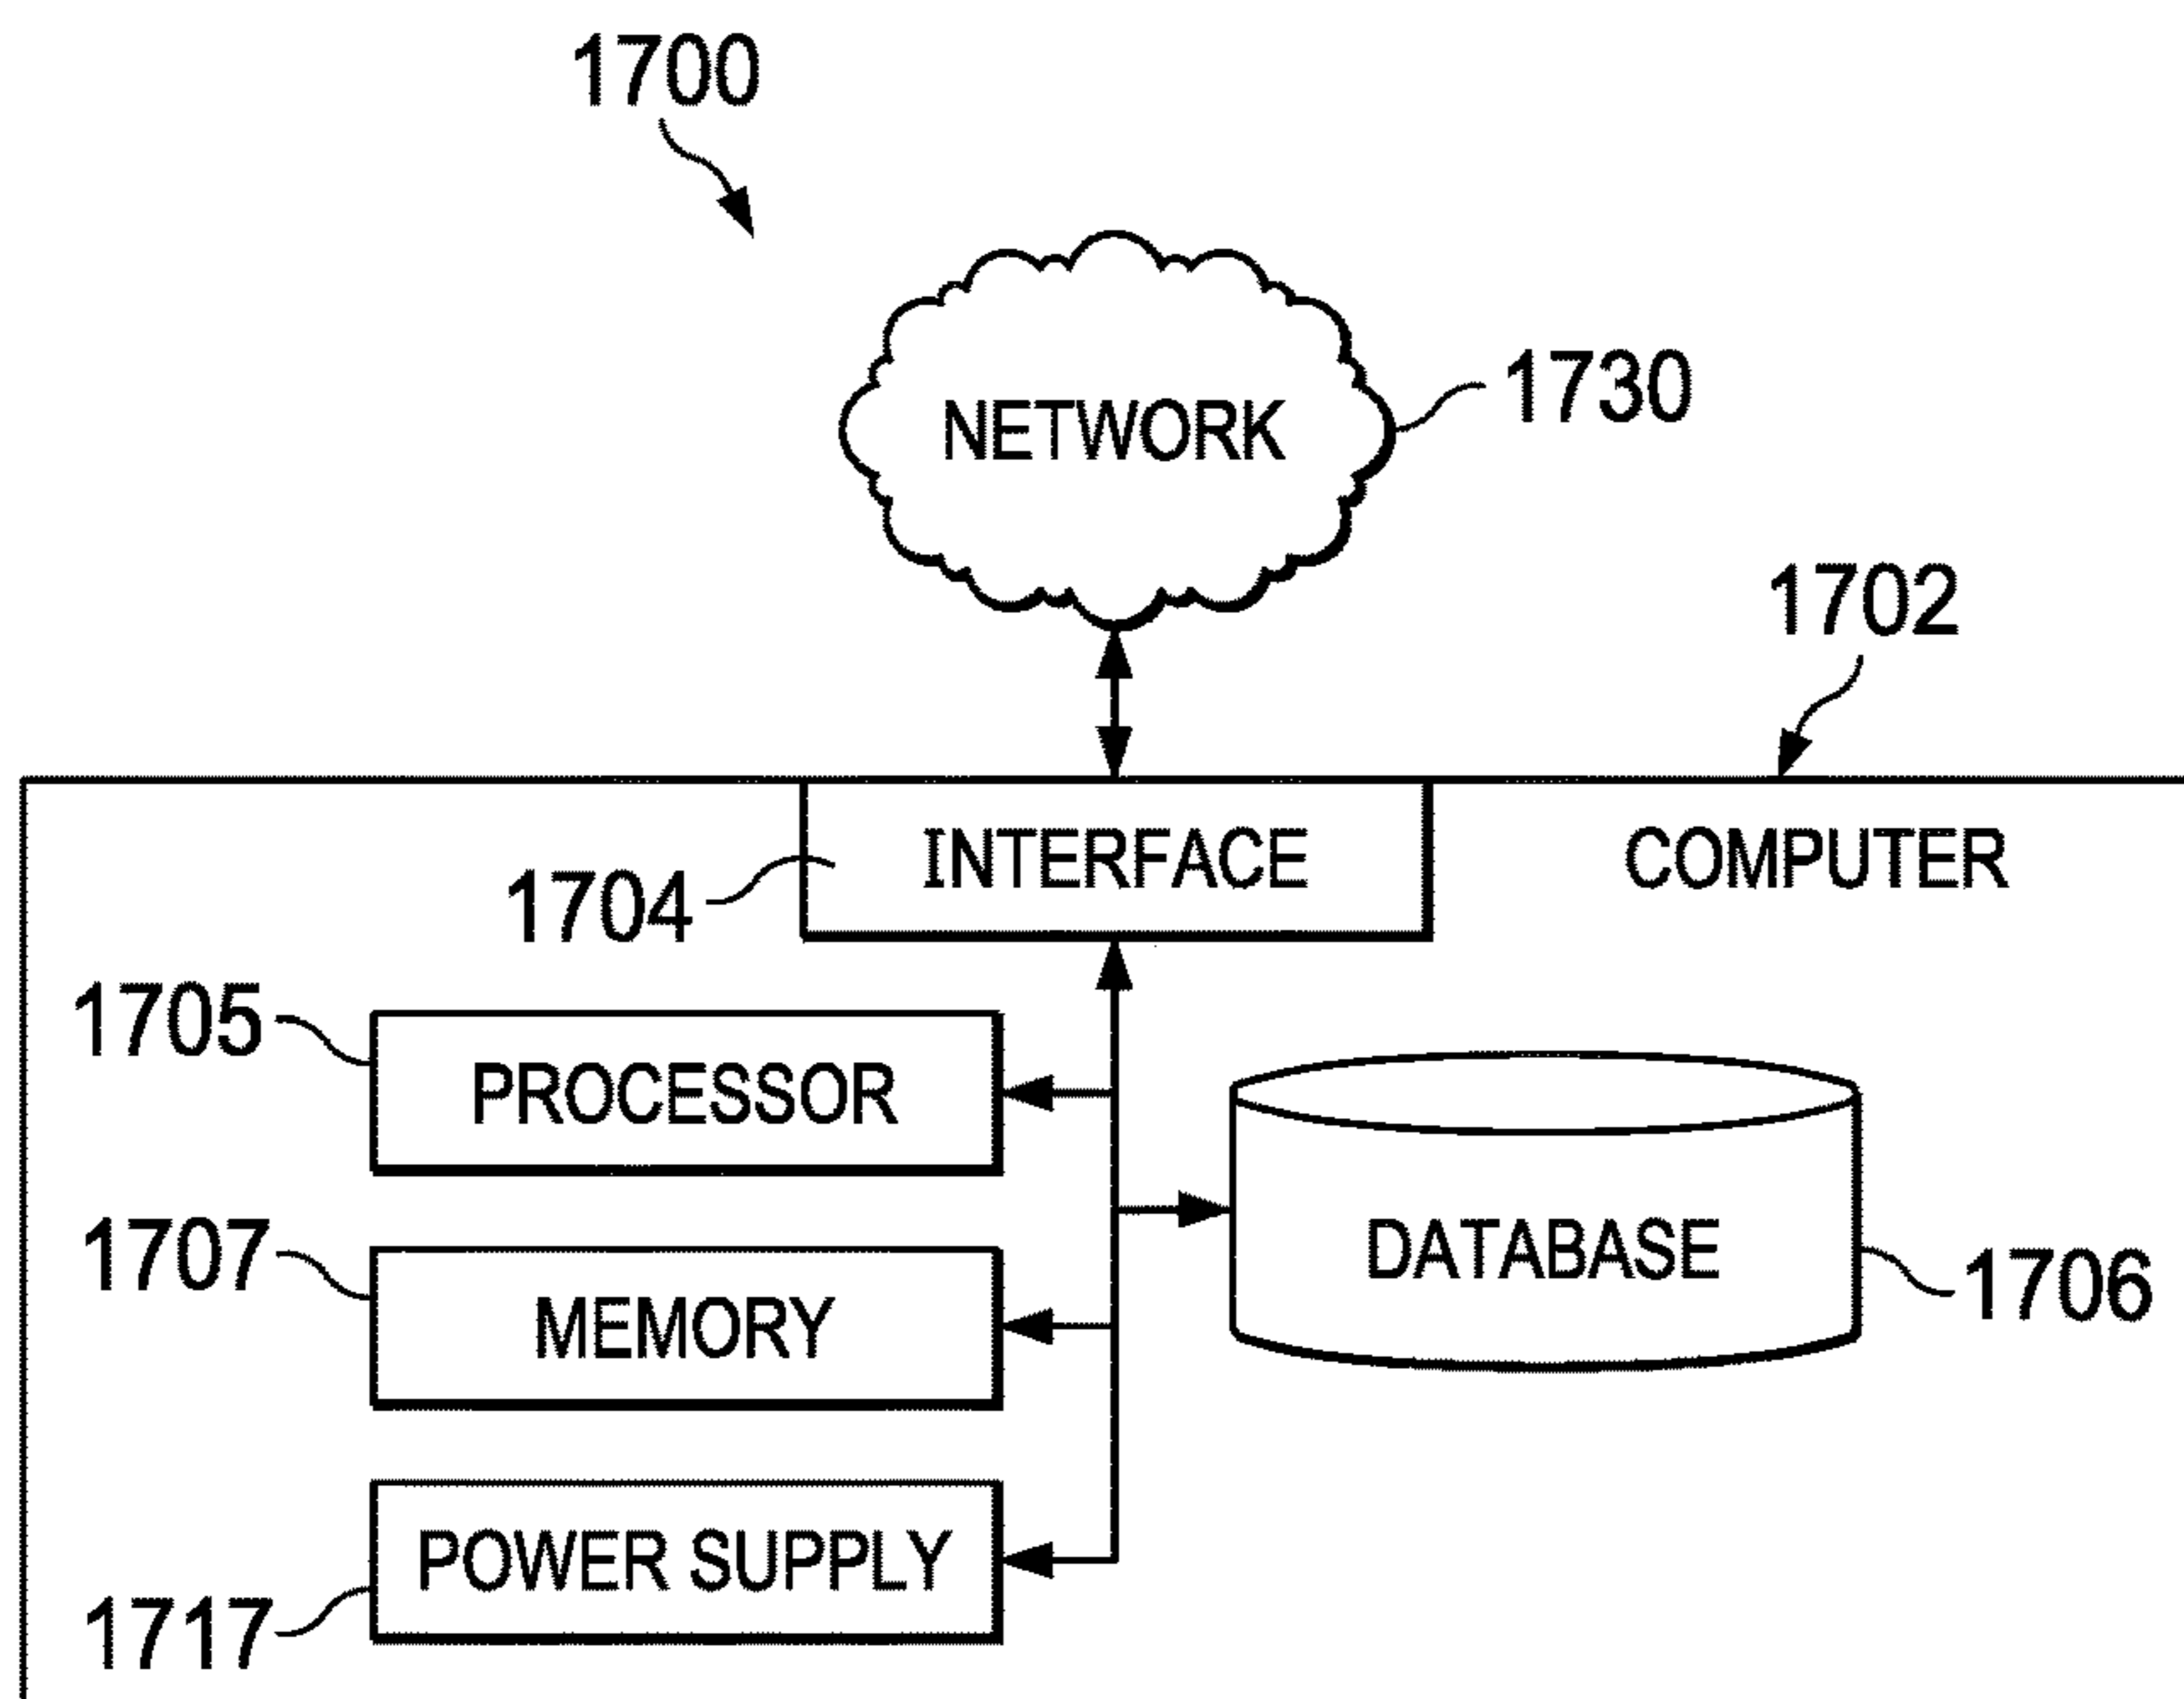 1700
NETWORK
1730
1702
INTERFACE
COMPUTER
1704
1705
PROCESSOR
DATABASE
1706
1707
MEMORY
POWER SUPPLY
1717